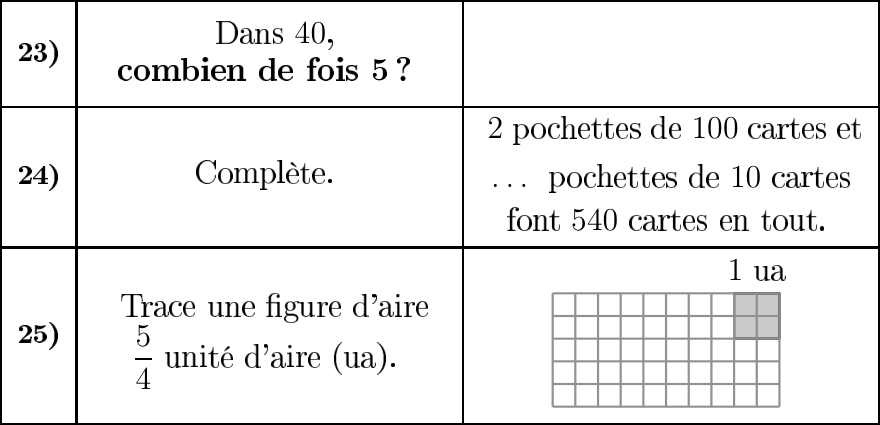 23)
Dans 40,
combien de fois 5 ?
24)
Complète.
2 pochettes de 100 cartes et
... pochettes de 10 cartes
font 540 cartes en tout.
25)
Trace une figure d'aire
5/4 unité d'aire (ua).
1 ua